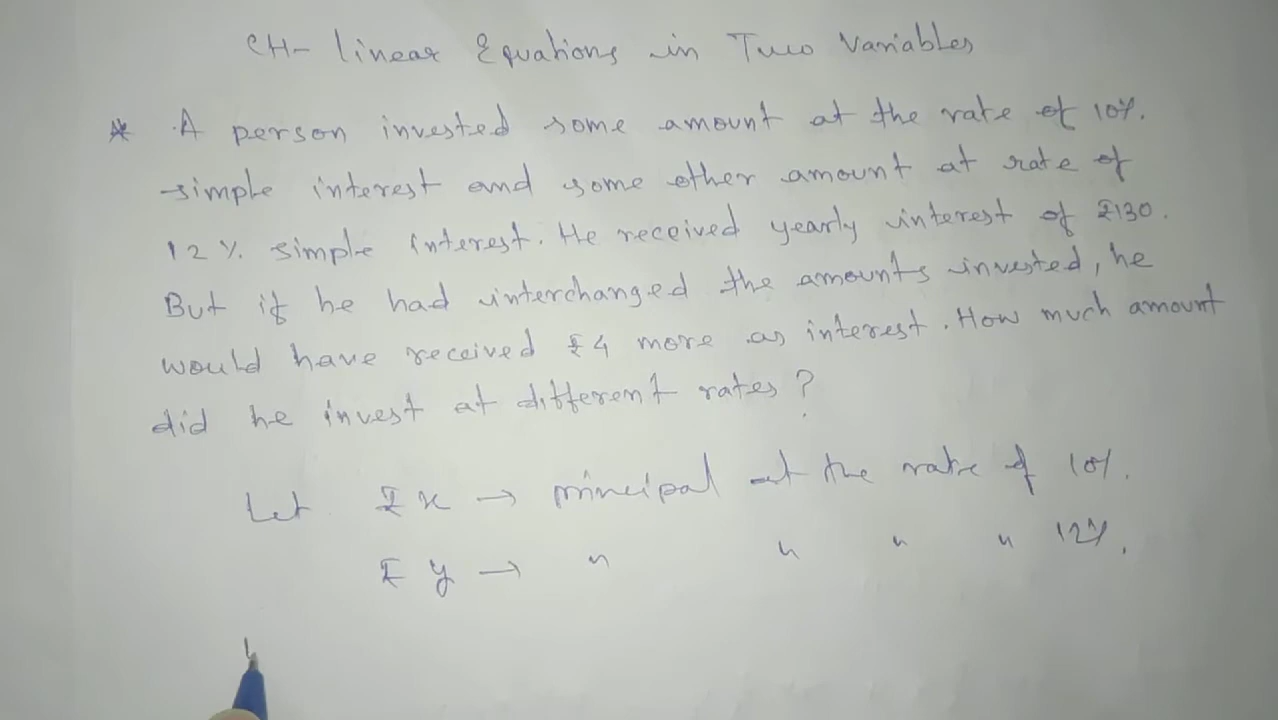 CH- linear Equations in Two Variables
* A person invested some amount at the rate of 10%.
simple interest and some other amount at rate of
12% simple interest. He received yearly interest of ₹130.
But if he had interchanged the amounts invested, he
would have received ₹4 more as interest. How much amount
did he invest at different rates?
Let ₹x → principal at the rate of 10%.
₹ y → " " " " 12%.